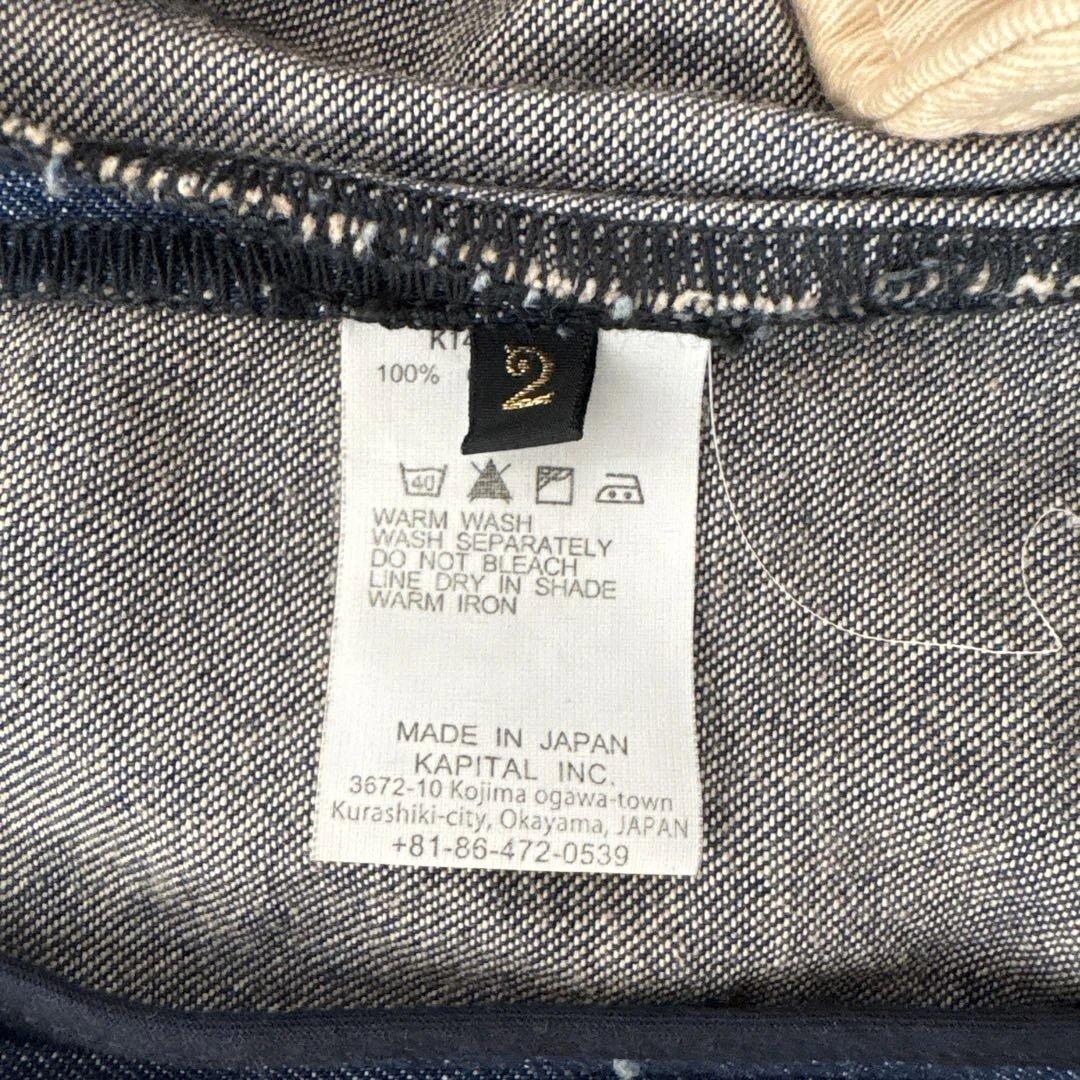 2
100%
40
WARM WASH
WASH SEPARATELY
DO NOT BLEACH
LINE DRY IN SHADE
WARM IRON
MADE IN JAPAN
KAPITAL INC.
3672-10 Kojima ogawa-town
Kurashiki-city, Okayama, JAPAN
+81-86-472-0539